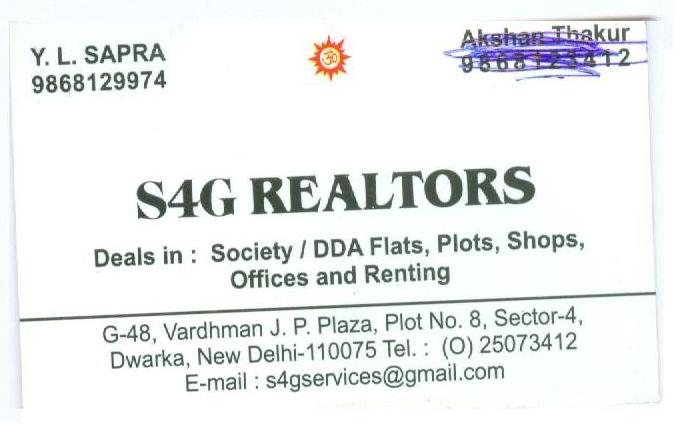 Y. L. SAPRA
9868129974
ॐ
Akshan Thakur
9868123412
S4G REALTORS
Deals in : Society / DDA Flats, Plots, Shops,
Offices and Renting
G-48, Vardhman J. P. Plaza, Plot No. 8, Sector-4,
Dwarka, New Delhi-110075 Tel. : (O) 25073412
E-mail : s4gservices@gmail.com